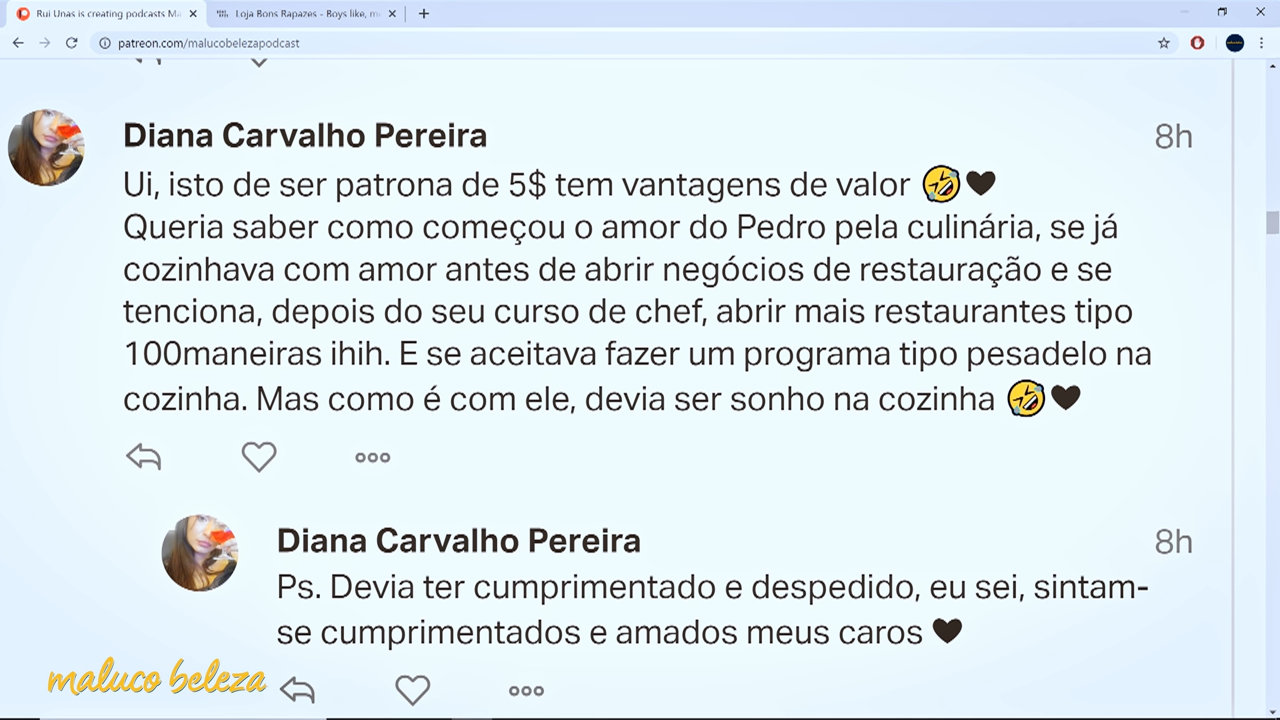 Rui Unas is creating podcasts Ma
Loja Bons Rapazes - Boys like, m
patreon.com/malucobelezapodcast
Diana Carvalho Pereira
8h
Ui, isto de ser patrona de 5$ tem vantagens de valor 🤣🖤
Queria saber como começou o amor do Pedro pela culinária, se já
cozinhava com amor antes de abrir negócios de restauração e se
tenciona, depois do seu curso de chef, abrir mais restaurantes tipo
100maneiras ihih. E se aceitava fazer um programa tipo pesadelo na
cozinha. Mas como é com ele, devia ser sonho na cozinha 🤣🖤
Diana Carvalho Pereira
8h
Ps. Devia ter cumprimentado e despedido, eu sei, sintam-
se cumprimentados e amados meus caros 🖤
maluco beleza